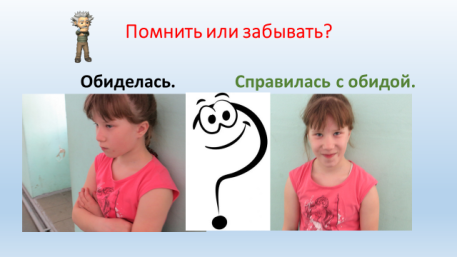 Помнить или забывать?
Обиделась.
Справилась с обидой.